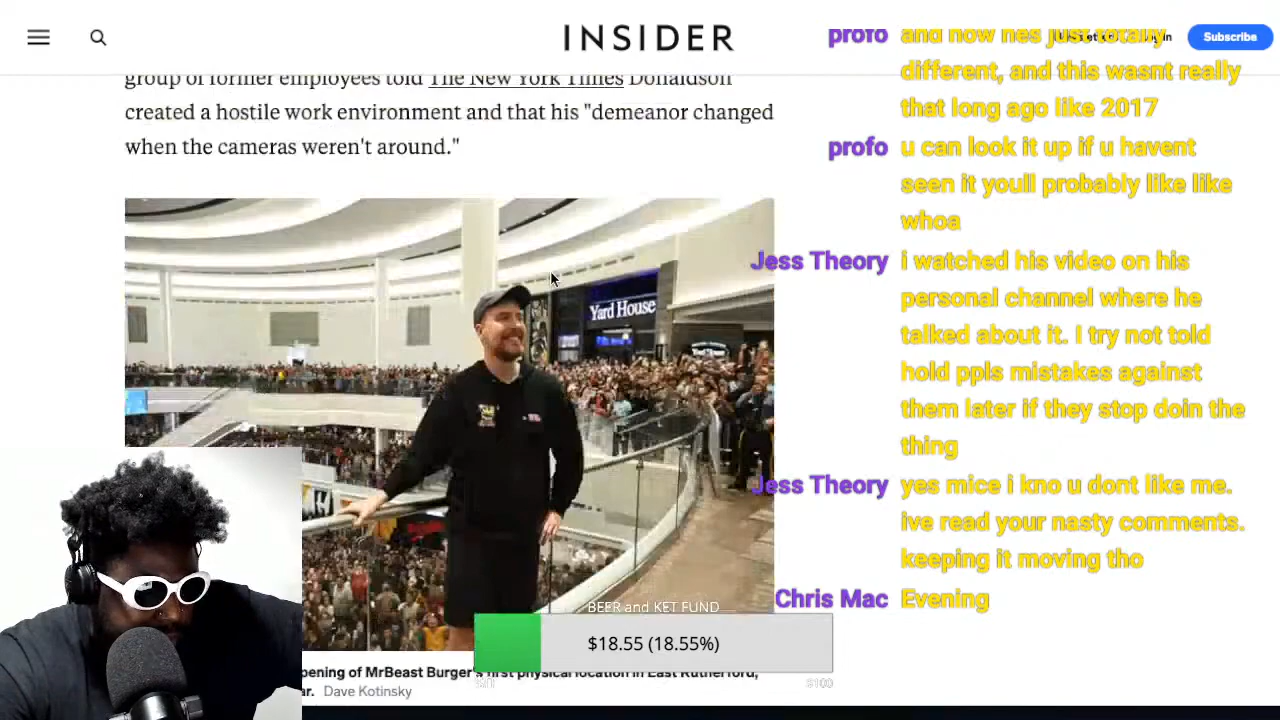 INSIDER
Subscribe
group of former employees told The New York Times Donaldson
created a hostile work environment and that his "demeanor changed
when the cameras weren't around."
Yard House
pening of MrBeast Burger's first physical location in East Rutherford,
ar. Dave Kotinsky
profo and now hes just totally
different, and this wasnt really
that long ago like 2017
profo u can look it up if u havent
seen it youll probably like like
whoa
Jess Theory i watched his video on his
personal channel where he
talked about it. I try not told
hold ppls mistakes against
them later if they stop doin the
thing
Jess Theory yes mice i kno u dont like me.
ive read your nasty comments.
keeping it moving tho
Chris Mac Evening
BEER and KET FUND
$18.55 (18.55%)
$100